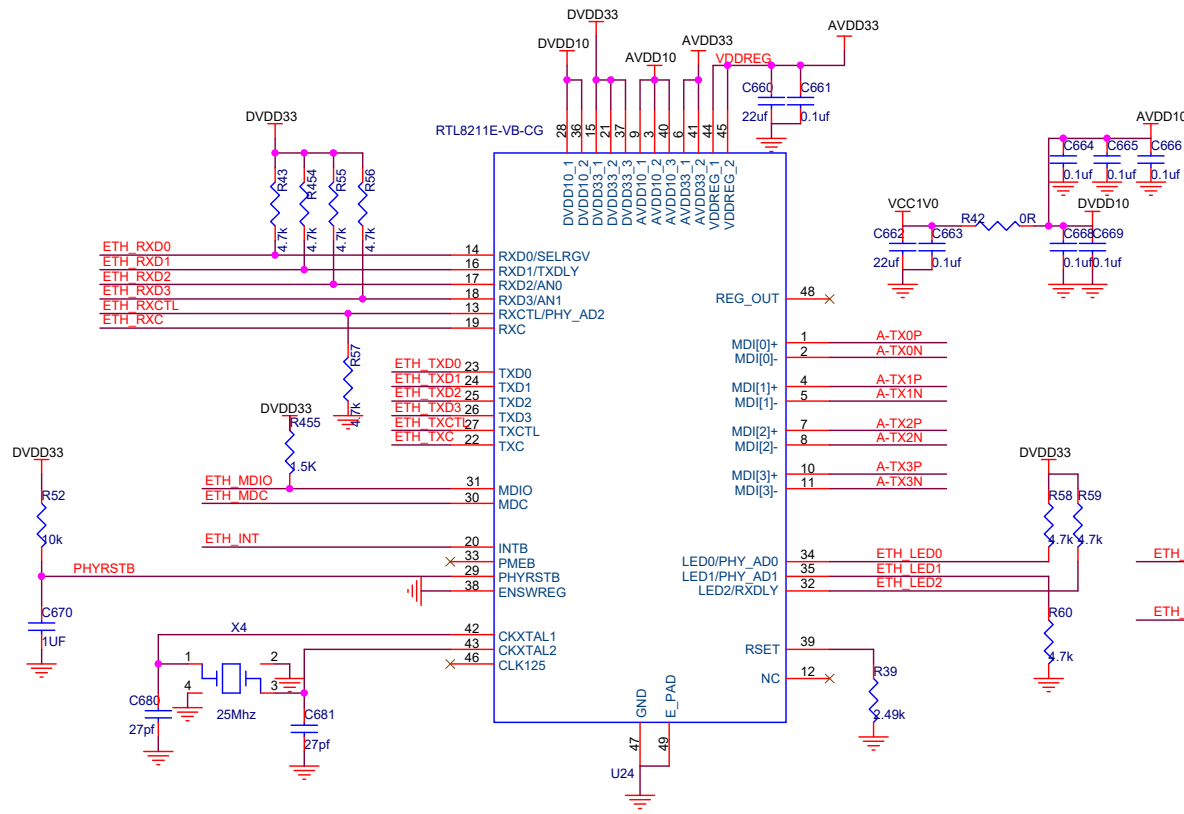 DVDD33
AVDD33
DVDD10
AVDD33
AVDD10
VDDREG
C660
C661
22uf
0.1uf
DVDD33
RTL8211E-VB-CG
28
36
15
21
37
9
3
40
6
41
44
45
AVDD10
C664
C665
C666
0.1uf
0.1uf
0.1uf
DVDD10_1
DVDD10_2
DVDD33_1
DVDD33_2
DVDD33_3
AVDD10_1
AVDD10_2
AVDD10_3
AVDD33_1
AVDD33_2
VDDREG_1
VDDREG_2
R43
R454
R55
R56
4.7k
4.7k
4.7k
4.7k
VCC1V0
R42
0R
DVDD10
C662
C663
C668
C669
22uf
0.1uf
0.1uf
0.1uf
ETH_RXD0
14
RXD0/SELRGV
ETH_RXD1
16
RXD1/TXDLY
ETH_RXD2
17
RXD2/AN0
ETH_RXD3
18
RXD3/AN1
ETH_RXCTL
13
RXCTL/PHY_AD2
ETH_RXC
19
RXC
REG_OUT
48
MDI[0]+
1
A-TX0P
MDI[0]-
2
A-TX0N
R57
4.7k
ETH_TXD0
23
TXD0
ETH_TXD1
24
TXD1
ETH_TXD2
25
TXD2
ETH_TXD3
26
TXD3
ETH_TXCTL
27
TXCTL
ETH_TXC
22
TXC
MDI[1]+
4
A-TX1P
MDI[1]-
5
A-TX1N
MDI[2]+
7
A-TX2P
MDI[2]-
8
A-TX2N
MDI[3]+
10
A-TX3P
MDI[3]-
11
A-TX3N
DVDD33
R455
1.5K
DVDD33
R52
10k
ETH_MDIO
31
MDIO
ETH_MDC
30
MDC
DVDD33
R58
R59
4.7k
4.7k
ETH_INT
20
INTB
33
PMEB
PHYRSTB
29
PHYRSTB
38
ENSWREG
LED0/PHY_AD0
34
ETH_LED0
LED1/PHY_AD1
35
ETH_LED1
LED2/RXDLY
32
ETH_LED2
ETH_
ETH_
C670
1UF
X4
42
CKXTAL1
43
CKXTAL2
46
CLK125
1
2
4
3
25Mhz
C680
27pf
C681
27pf
R60
4.7k
RSET
39
NC
12
R39
2.49k
GND
E_PAD
47
49
U24